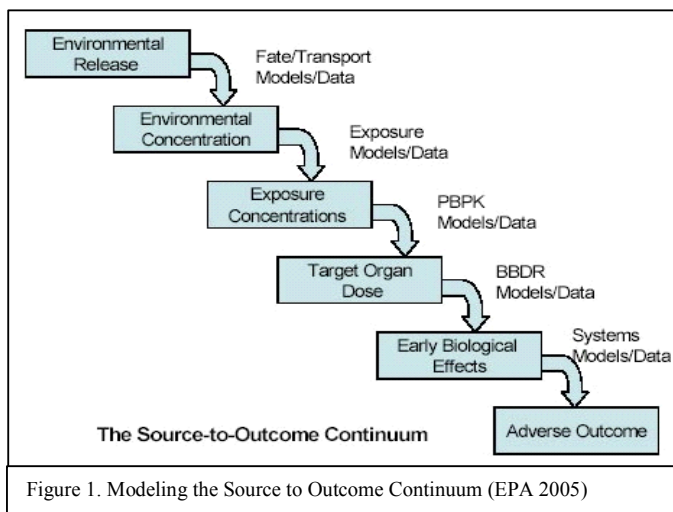 Environmental
Release
Fate/Transport
Models/Data
Environmental
Concentration
Exposure
Models/Data
Exposure
Concentrations
PBPK
Models/Data
Target Organ
Dose
BBDR
Models/Data
Early Biological
Effects
Systems
Models/Data
Adverse Outcome
The Source-to-Outcome Continuum
Figure 1. Modeling the Source to Outcome Continuum (EPA 2005)